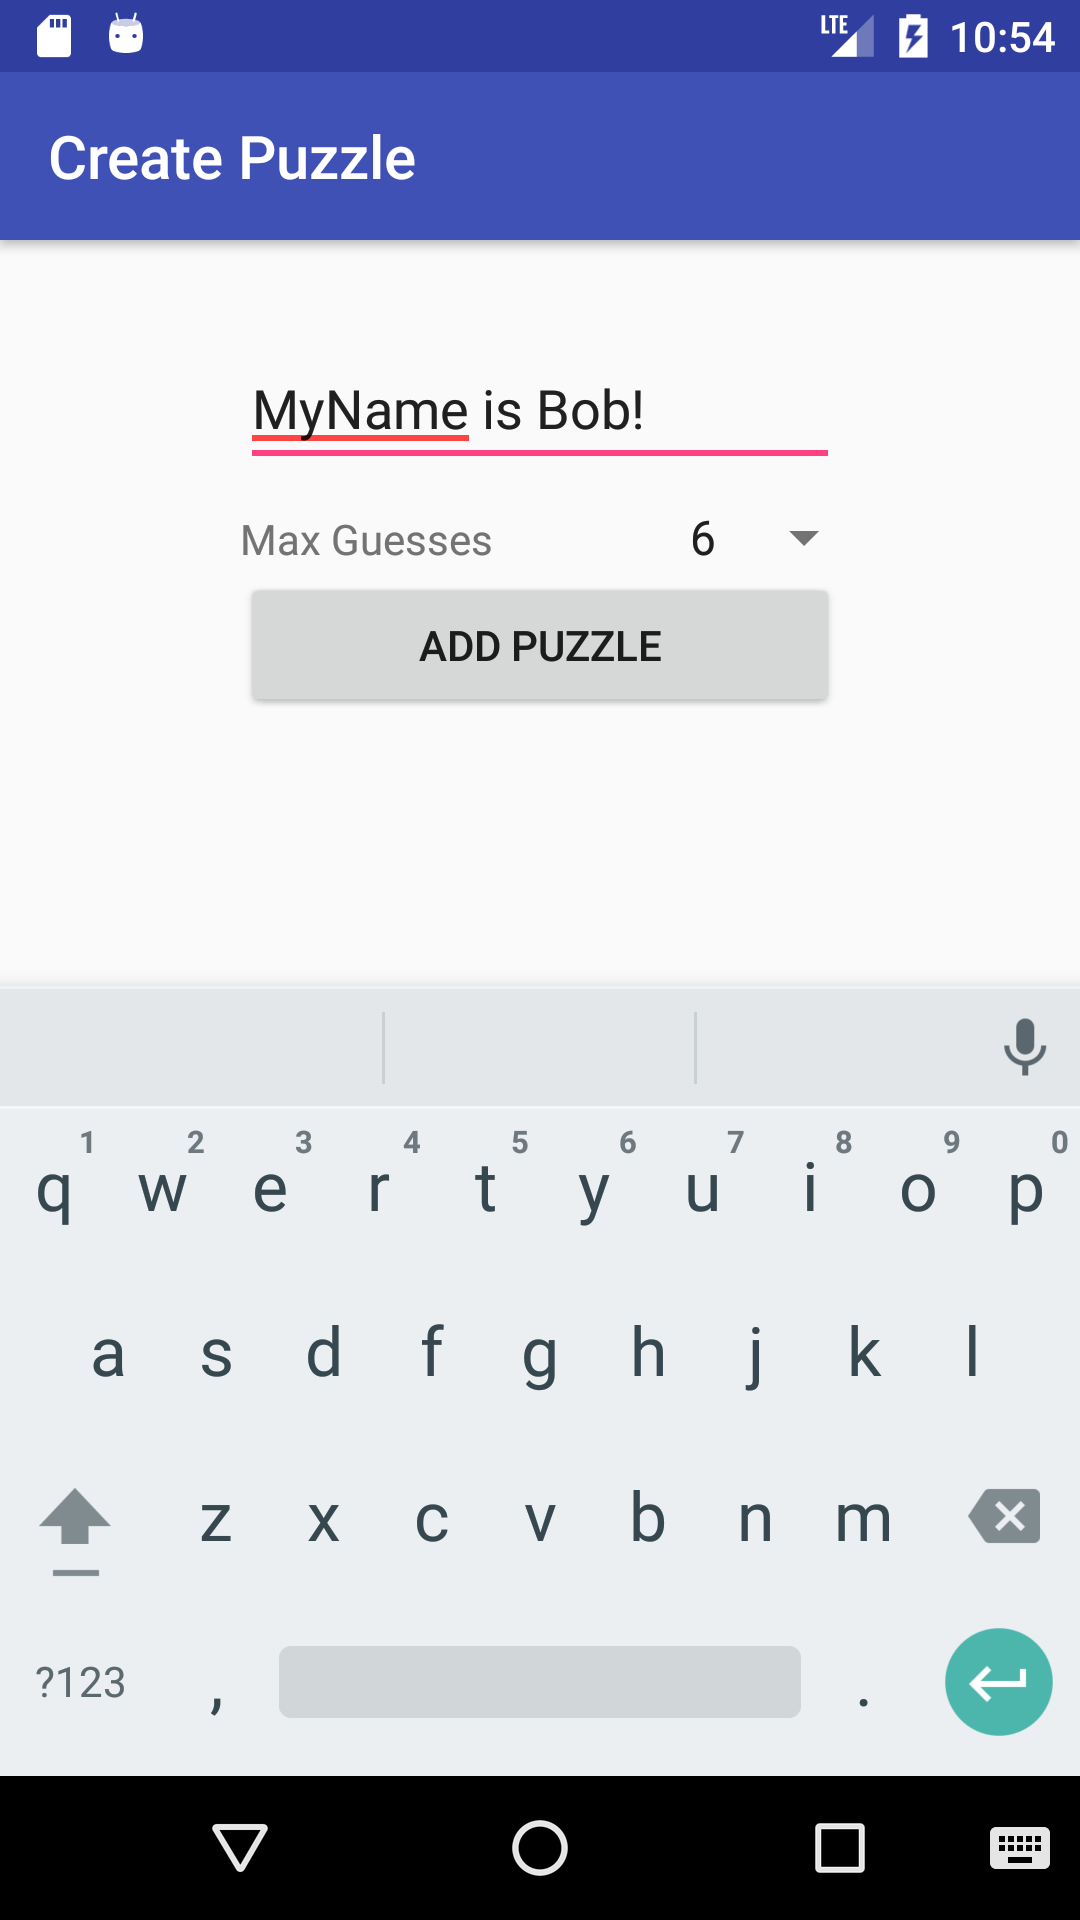 LTE 10:54
Create Puzzle
MyName is Bob!
Max Guesses 6
ADD PUZZLE
1 2 3 4 5 6 7 8 9 0
q w e r t y u i o p
a s d f g h j k l
z x c v b n m
?123 , .